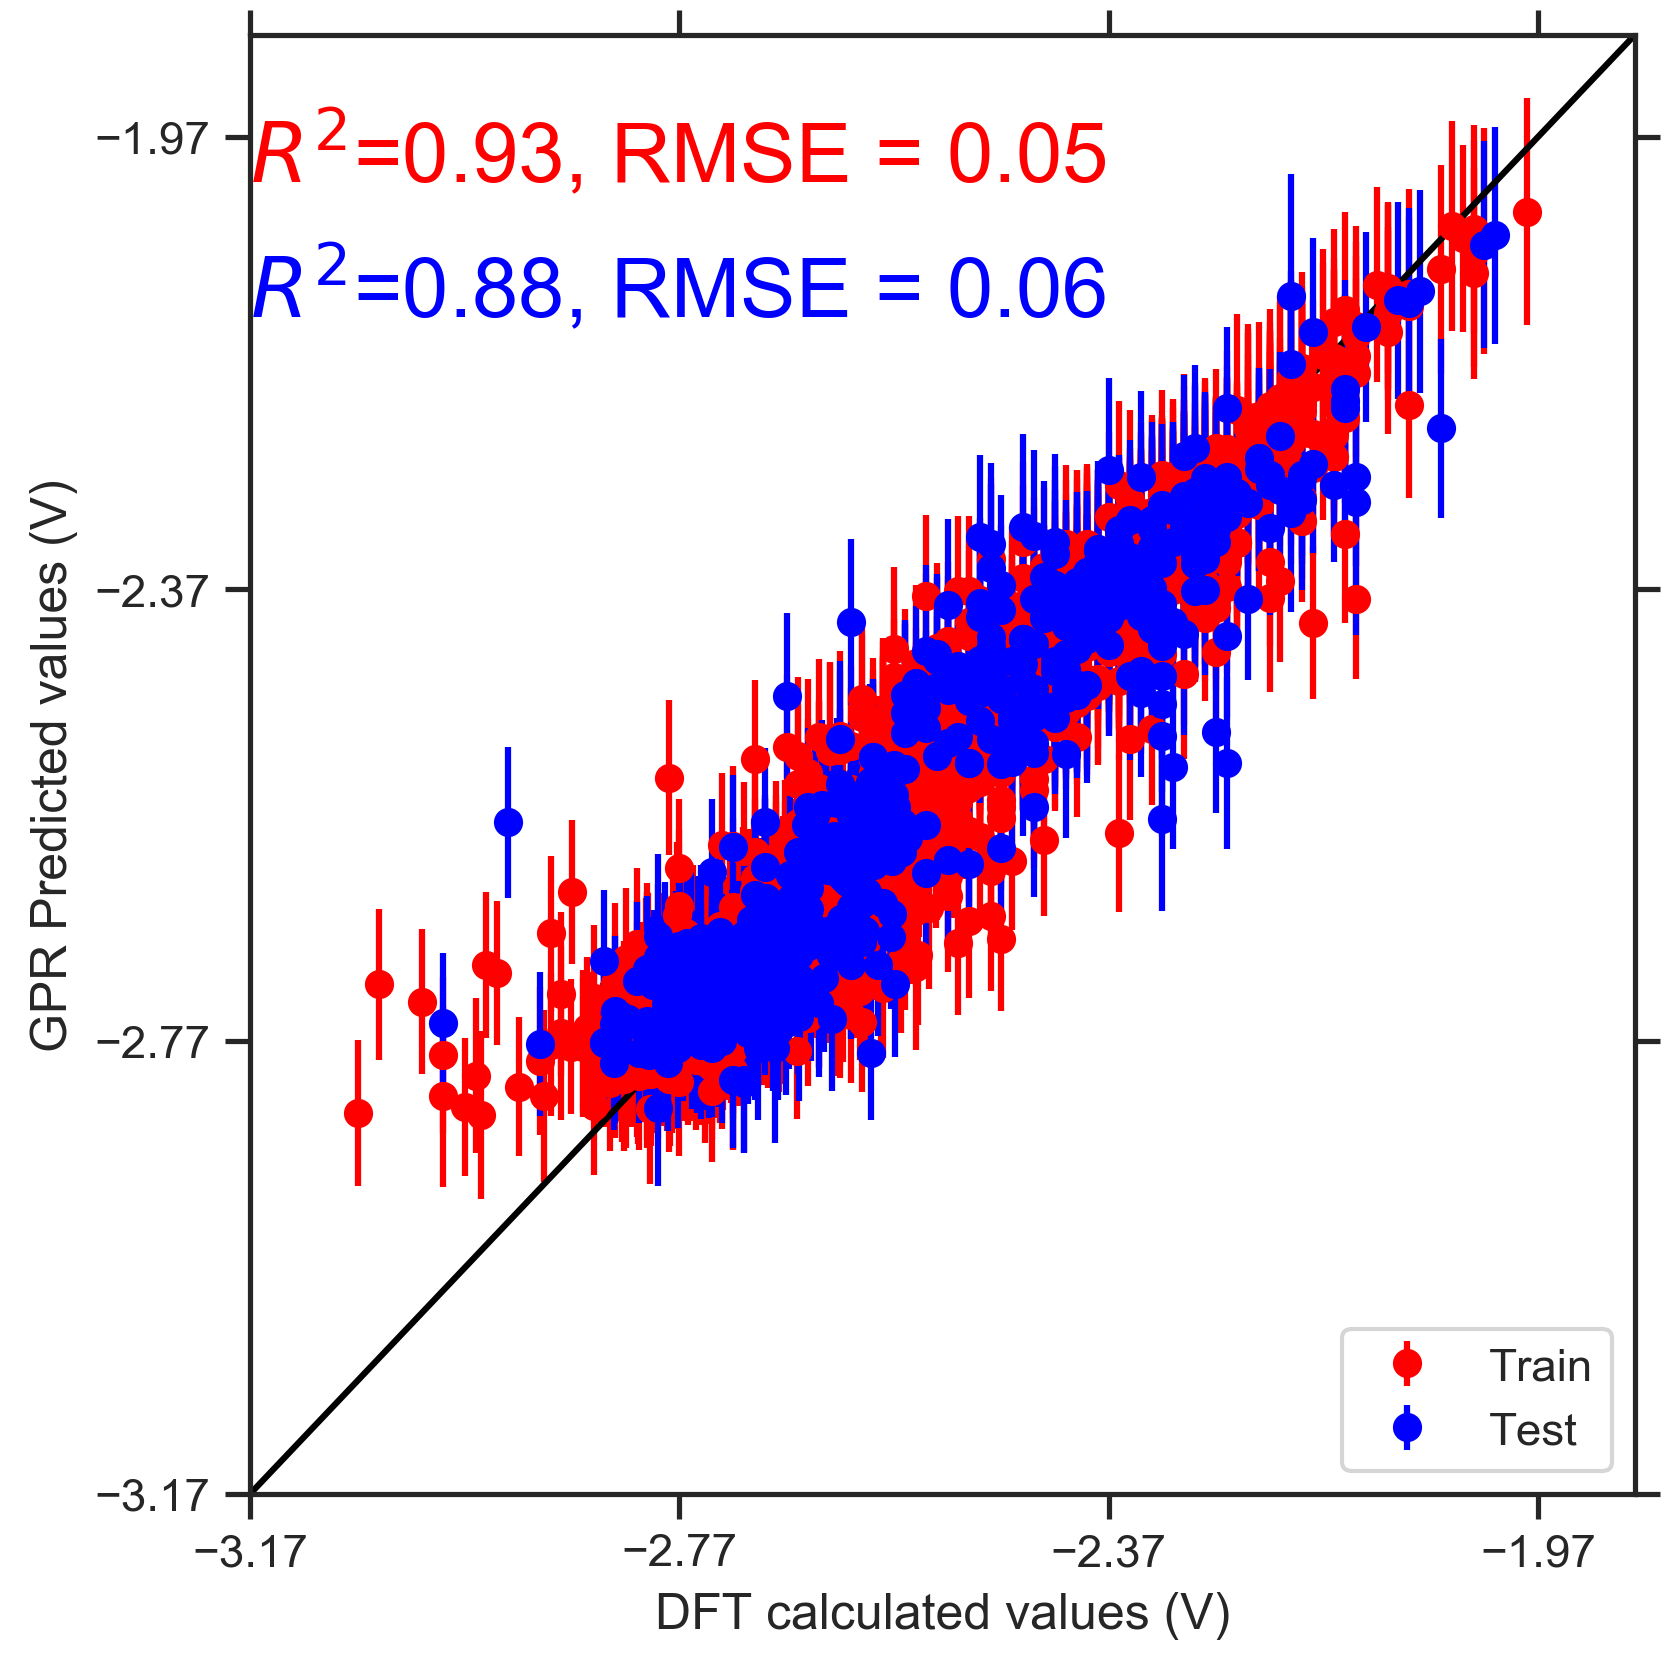 R²=0.93, RMSE = 0.05
R²=0.88, RMSE = 0.06
GPR Predicted values (V)
−1.97
−2.37
−2.77
−3.17
−3.17
−2.77
−2.37
−1.97
DFT calculated values (V)
Train
Test